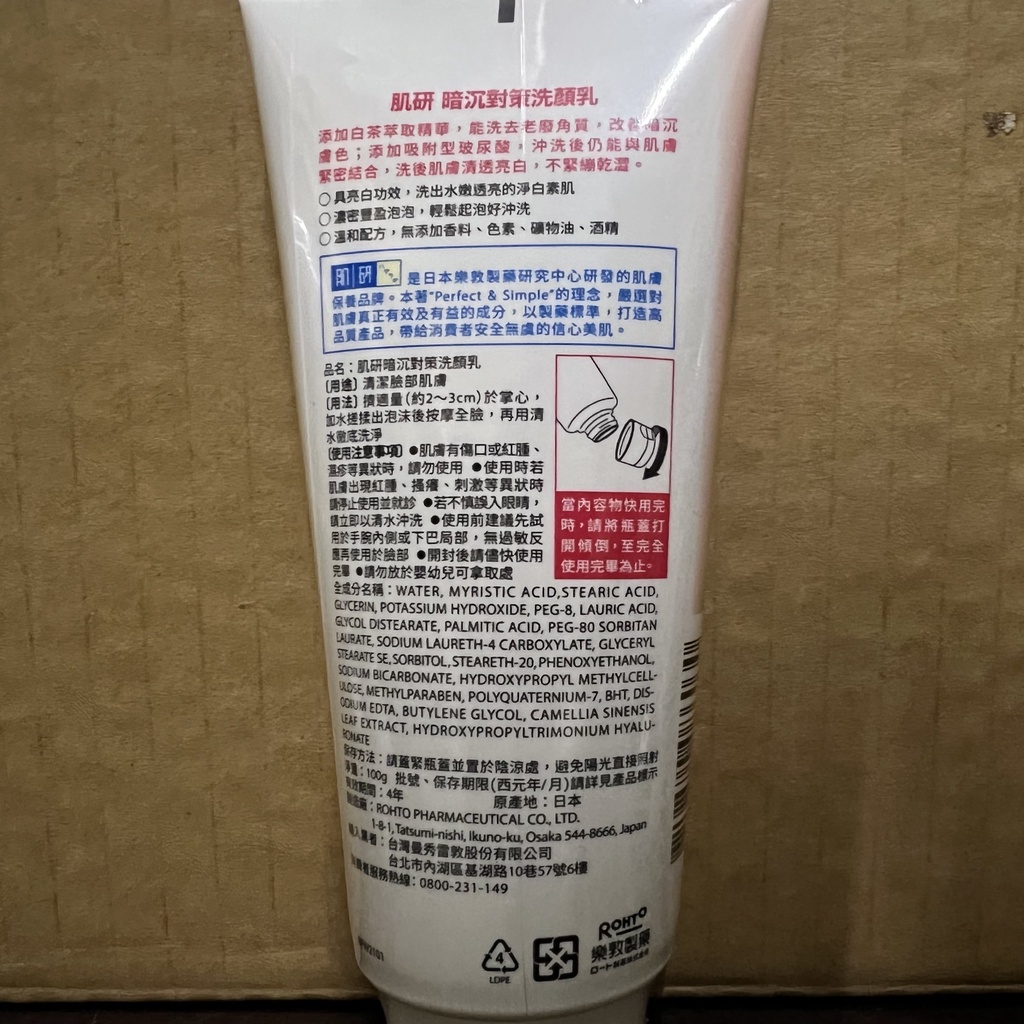 肌研 暗沉對策洗顏乳
添加白茶萃取精華，能洗去老廢角質，改善暗沉
膚色；添加吸附型玻尿酸，沖洗後仍能與肌膚
緊密結合，洗後肌膚清透亮白，不緊繃乾澀。
○具亮白功效，洗出水嫩透亮的淨白素肌
○濃密豐盈泡泡，輕鬆起泡好沖洗
○溫和配方，無添加香料、色素、礦物油、酒精
肌研 是日本樂敦製藥研究中心研發的肌膚
保養品牌。本著"Perfect & Simple"的理念，嚴選對
肌膚真正有效及有益的成分，以製藥標準，打造高
品質產品，帶給消費者安全無虞的信心美肌。
品名：肌研暗沉對策洗顏乳
〔用途〕清潔臉部肌膚
〔用法〕擠適量(約2～3cm)於掌心，
加水搓揉出泡沫後按摩全臉，再用清
水徹底洗淨
〔使用注意事項〕●肌膚有傷口或紅腫、
濕疹等異狀時，請勿使用 ●使用時若
肌膚出現紅腫、搔癢、刺激等異狀時
請停止使用並就診 ●若不慎誤入眼睛，
請立即以清水沖洗 ●使用前建議先試
用於手腕內側或下巴局部，無過敏反
應再使用於臉部 ●開封後請儘快使用
完畢 ●請勿放於嬰幼兒可拿取處
當內容物快用完
時，請將瓶蓋打
開傾倒，至完全
使用完畢為止。
全成分名稱：WATER, MYRISTIC ACID,STEARIC ACID,
GLYCERIN, POTASSIUM HYDROXIDE, PEG-8, LAURIC ACID,
GLYCOL DISTEARATE, PALMITIC ACID, PEG-80 SORBITAN
LAURATE, SODIUM LAURETH-4 CARBOXYLATE, GLYCERYL
STEARATE SE, SORBITOL, STEARETH-20, PHENOXYETHANOL,
SODIUM BICARBONATE, HYDROXYPROPYL METHYLCELL-
ULOSE, METHYLPARABEN, POLYQUATERNIUM-7, BHT, DIS-
ODIUM EDTA, BUTYLENE GLYCOL, CAMELLIA SINENSIS
LEAF EXTRACT, HYDROXYPROPYLTRIMONIUM HYALU-
RONATE
保存方法：請蓋緊瓶蓋並置於陰涼處，避免陽光直接照射
淨量：100g 批號、保存期限(西元年/月)請詳見產品標示
有效期間：4年 原產地：日本
製造廠：ROHTO PHARMACEUTICAL CO., LTD.
1-8-1, Tatsumi-nishi, Ikuno-ku, Osaka 544-8666, Japan
輸入業者：台灣曼秀雷敦股份有限公司
台北市內湖區基湖路10巷57號6樓
消費者服務熱線：0800-231-149
ROHTO
樂敦製藥
ロート製薬株式会社
4
LDPE